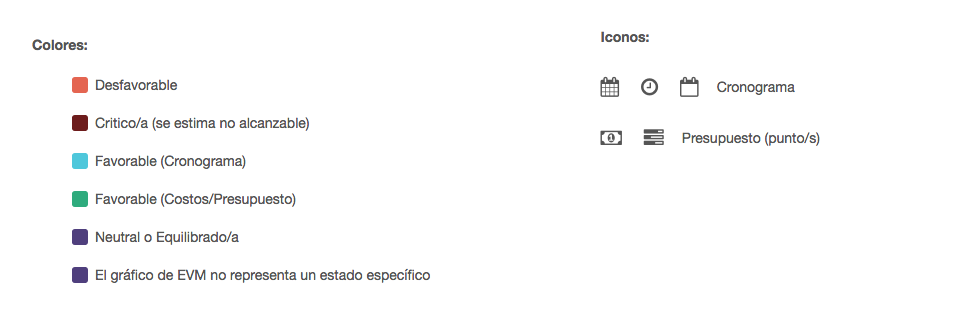 Colores:
Desfavorable
Critico/a (se estima no alcanzable)
Favorable (Cronograma)
Favorable (Costos/Presupuesto)
Neutral o Equilibrado/a
El gráfico de EVM no representa un estado específico
Iconos:
Cronograma
Presupuesto (punto/s)